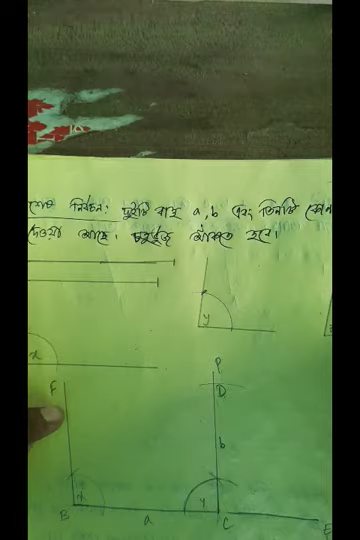 নির্বচন: দুইটি বাহু a, b এবং তিনটি কোণ
দেওয়া আছে। চতুর্ভুজ আঁকতে হবে।
y
x
F
P
D
b
x
y
B
a
C
E